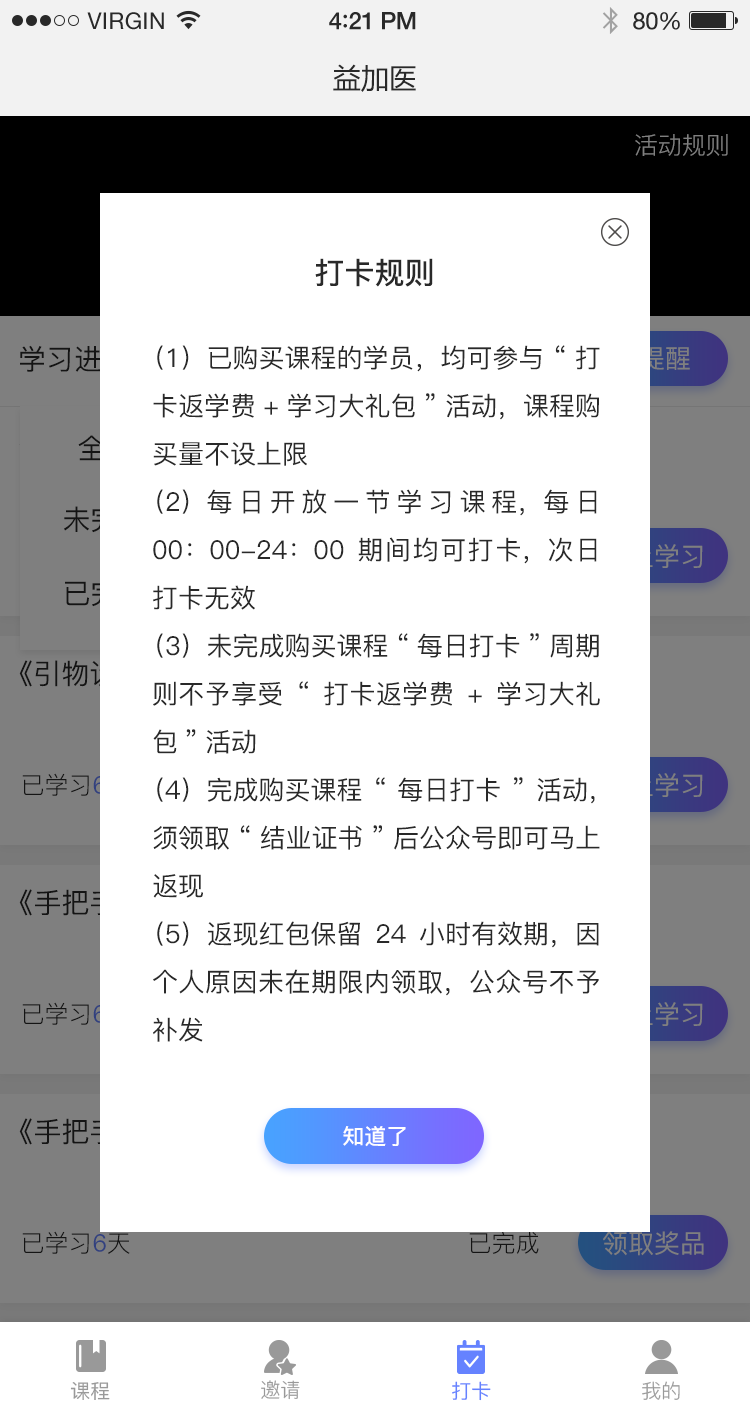 VIRGIN 4:21 PM 80%
益加医
活动规则
打卡规则
（1）已购买课程的学员，均可参与“ 打
卡返学费 + 学习大礼包 ”活动，课程购
买量不设上限
（2）每日开放一节学习课程，每日
00：00-24：00 期间均可打卡，次日
打卡无效
（3）未完成购买课程“ 每日打卡 ”周期
则不予享受 “ 打卡返学费 + 学习大礼
包 ”活动
（4）完成购买课程 “ 每日打卡 ” 活动，
须领取“ 结业证书 ”后公众号即可马上
返现
（5）返现红包保留 24 小时有效期，因
个人原因未在期限内领取，公众号不予
补发
知道了
学习进
提醒
全
未完
学习
已完
《引物
已学习6
学习
《手把手
已学习6
学习
《手把手
已学习6天 已完成 领取奖品
课程 邀请 打卡 我的